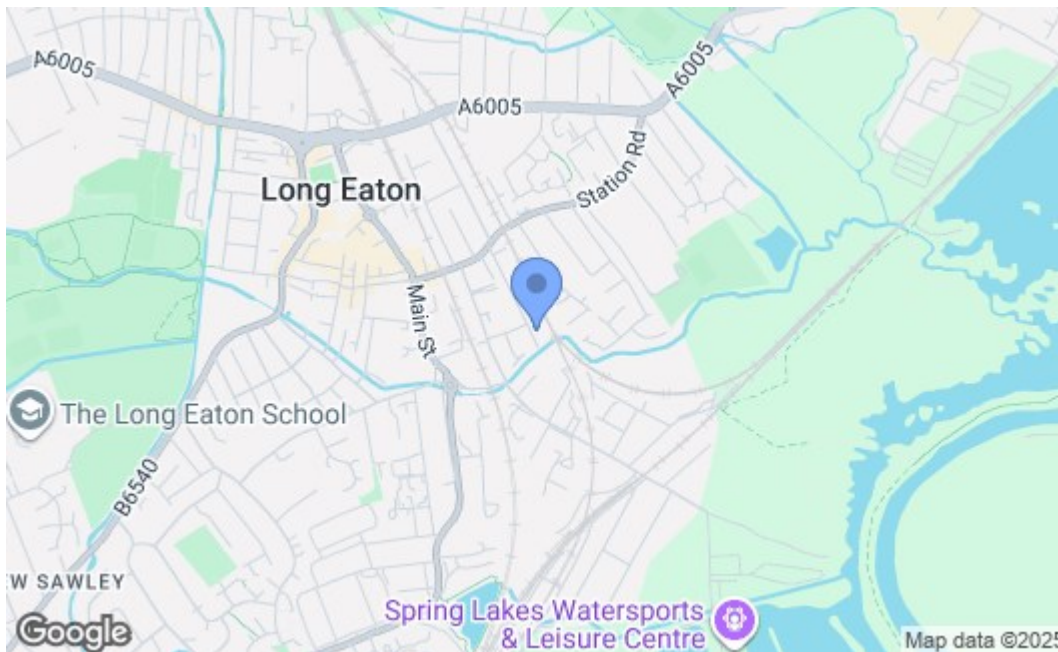 A6005
A6005
A6005
Station Rd
Long Eaton
Main St
The Long Eaton School
B6540
EW SAWLEY
Spring Lakes Watersports
& Leisure Centre
Google
Map data ©2025